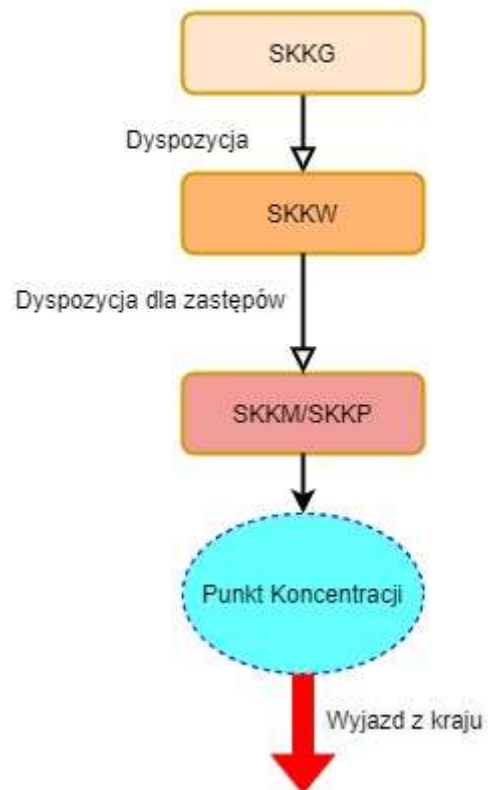 SKKG
Dyspozycja
SKKW
Dyspozycja dla zastępów
SKKM/SKKP
Punkt Koncentracji
Wyjazd z kraju